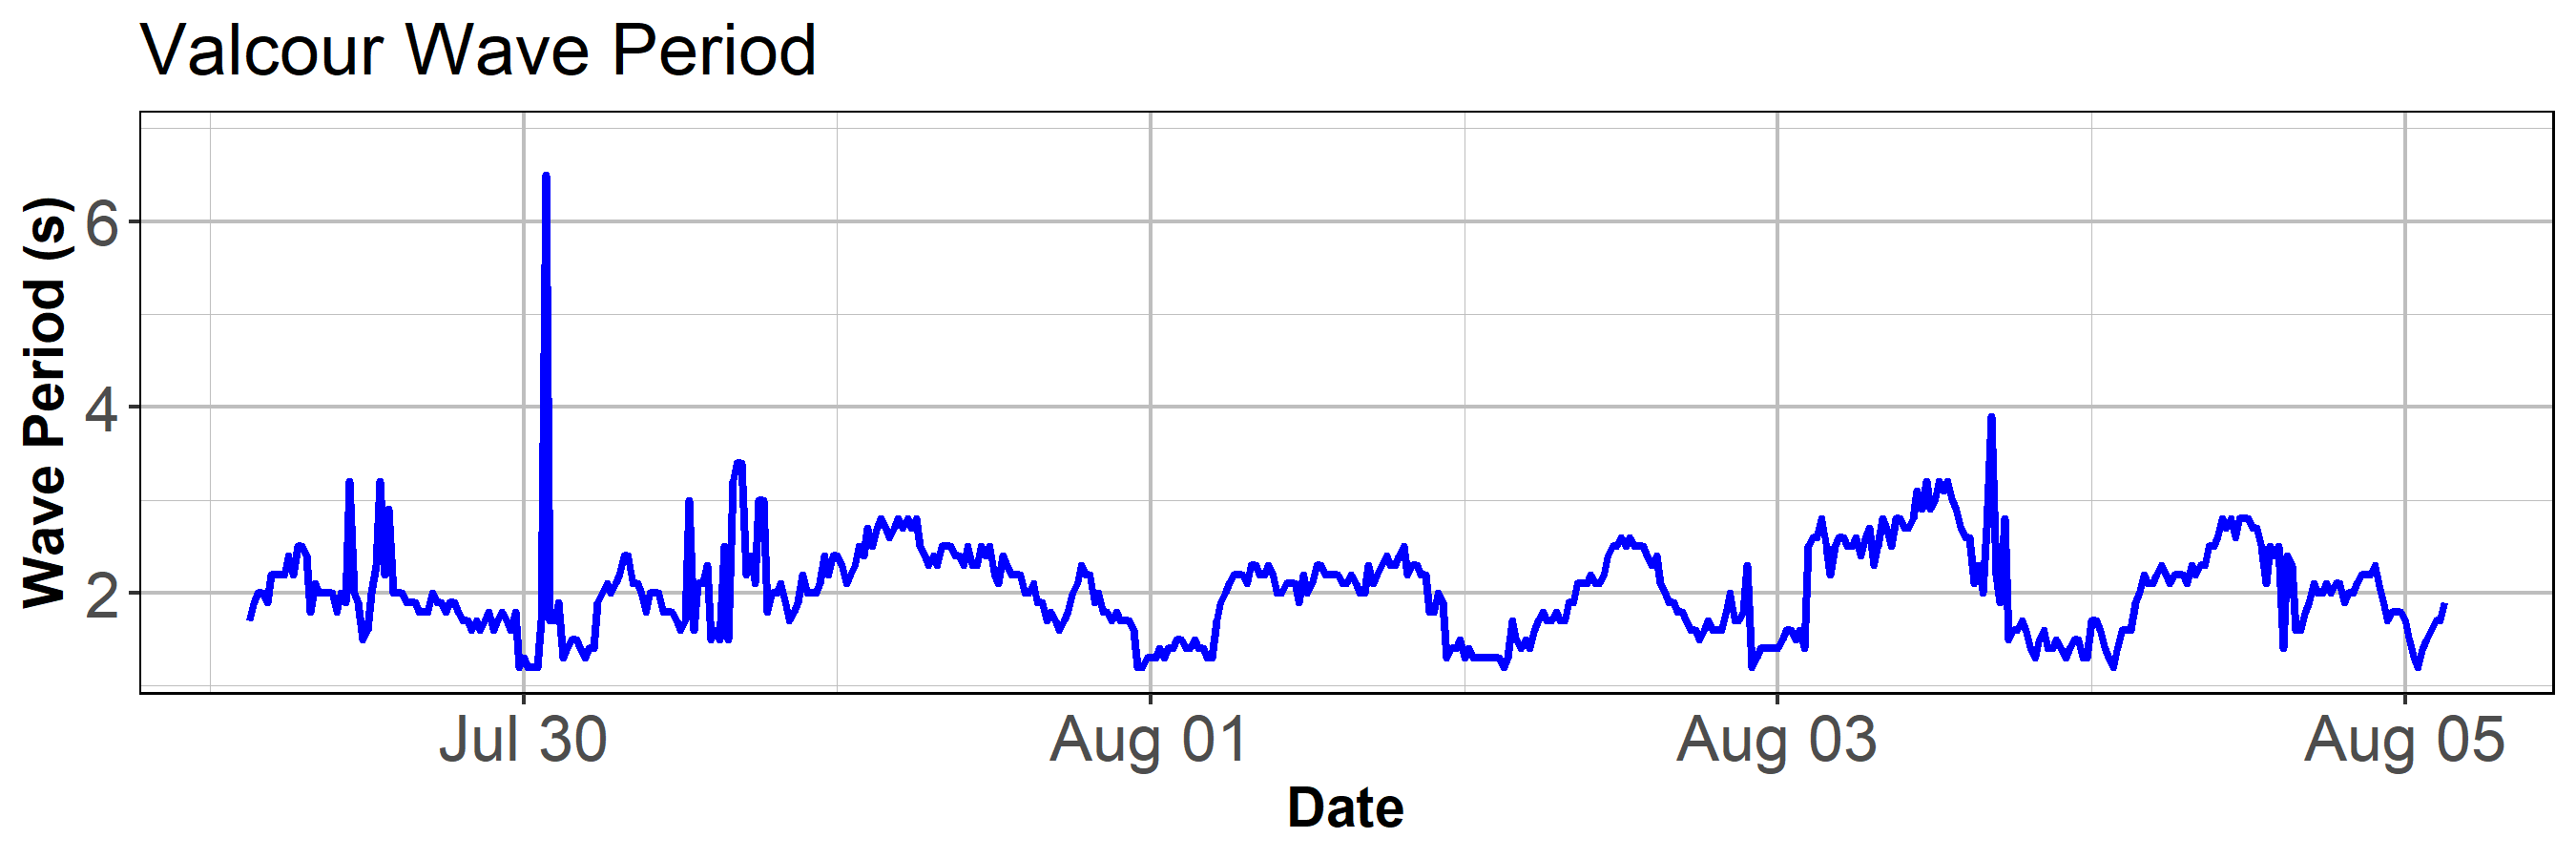 Valcour Wave Period
Wave Period (s)
6
4
2
Jul 30 Aug 01 Aug 03 Aug 05
Date